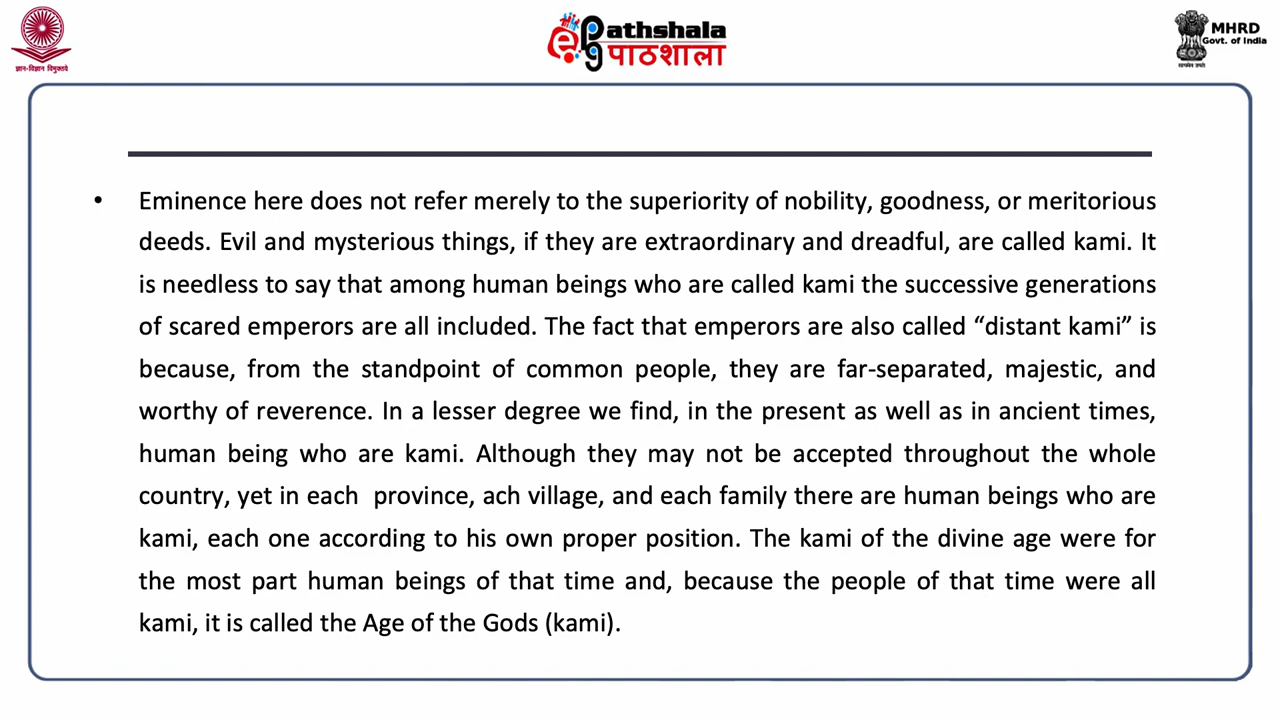 ज्ञान-विज्ञान विमुक्तये
Pathshala
पाठशाला
MHRD
Govt. of India
सत्यमेव जयते
• Eminence here does not refer merely to the superiority of nobility, goodness, or meritorious
deeds. Evil and mysterious things, if they are extraordinary and dreadful, are called kami. It
is needless to say that among human beings who are called kami the successive generations
of scared emperors are all included. The fact that emperors are also called “distant kami” is
because, from the standpoint of common people, they are far-separated, majestic, and
worthy of reverence. In a lesser degree we find, in the present as well as in ancient times,
human being who are kami. Although they may not be accepted throughout the whole
country, yet in each  province, ach village, and each family there are human beings who are
kami, each one according to his own proper position. The kami of the divine age were for
the most part human beings of that time and, because the people of that time were all
kami, it is called the Age of the Gods (kami).